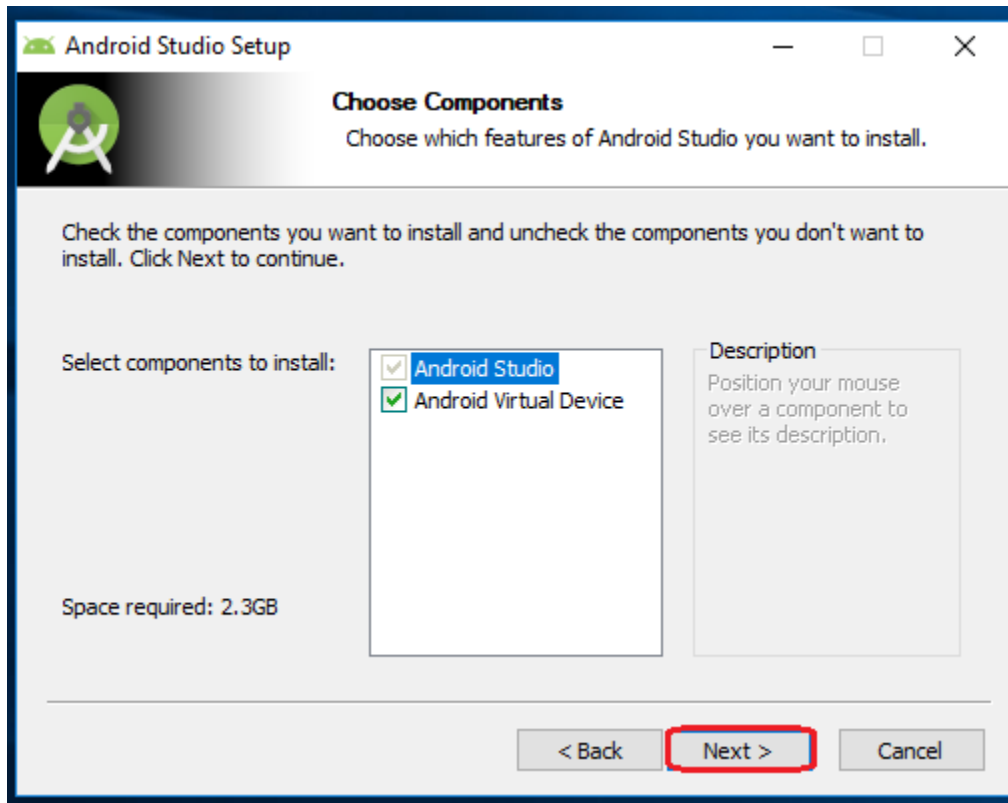 Android Studio Setup
Choose Components
Choose which features of Android Studio you want to install.
Check the components you want to install and uncheck the components you don't want to
install. Click Next to continue.
Select components to install:
Android Studio
Android Virtual Device
Description
Position your mouse
over a component to
see its description.
Space required: 2.3GB
< Back
Next >
Cancel